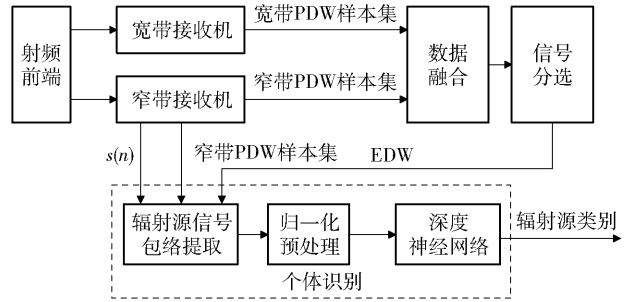 宽带PDW样本集
射频
前端
宽带接收机
数据
融合
信号
分选
窄带PDW样本集
窄带接收机
s(n)
窄带PDW样本集
EDW
辐射源信号
包络提取
归一化
预处理
深度
神经网络
辐射源类别
个体识别